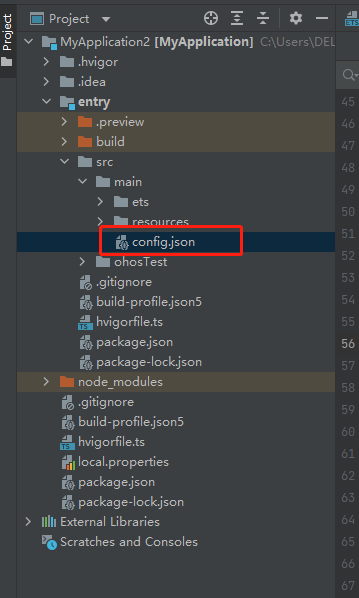 Project
Project
MyApplication2 [MyApplication] C:\Users\DEL
.hvigor
.idea
entry
.preview
build
src
main
ets
resources
config.json
ohosTest
.gitignore
build-profile.json5
hvigorfile.ts
package.json
package-lock.json
node_modules
.gitignore
build-profile.json5
hvigorfile.ts
local.properties
package.json
package-lock.json
External Libraries
Scratches and Consoles
ETS
45
46
47
48
49
50
51
52
53
54
55
56
57
58
59
60
61
62
63
64
65
66
67